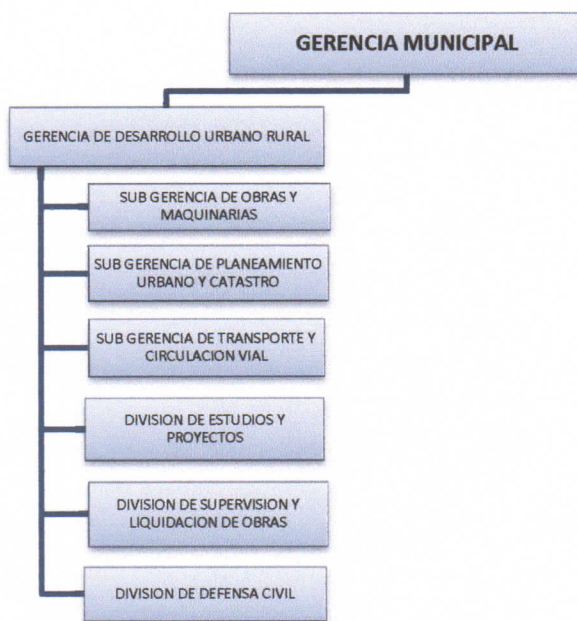 GERENCIA MUNICIPAL
GERENCIA DE DESARROLLO URBANO RURAL
SUB GERENCIA DE OBRAS Y
MAQUINARIAS
SUB GERENCIA DE PLANEAMIENTO
URBANO Y CATASTRO
SUB GERENCIA DE TRANSPORTE Y
CIRCULACION VIAL
DIVISION DE ESTUDIOS Y
PROYECTOS
DIVISION DE SUPERVISION Y
LIQUIDACION DE OBRAS
DIVISION DE DEFENSA CIVIL